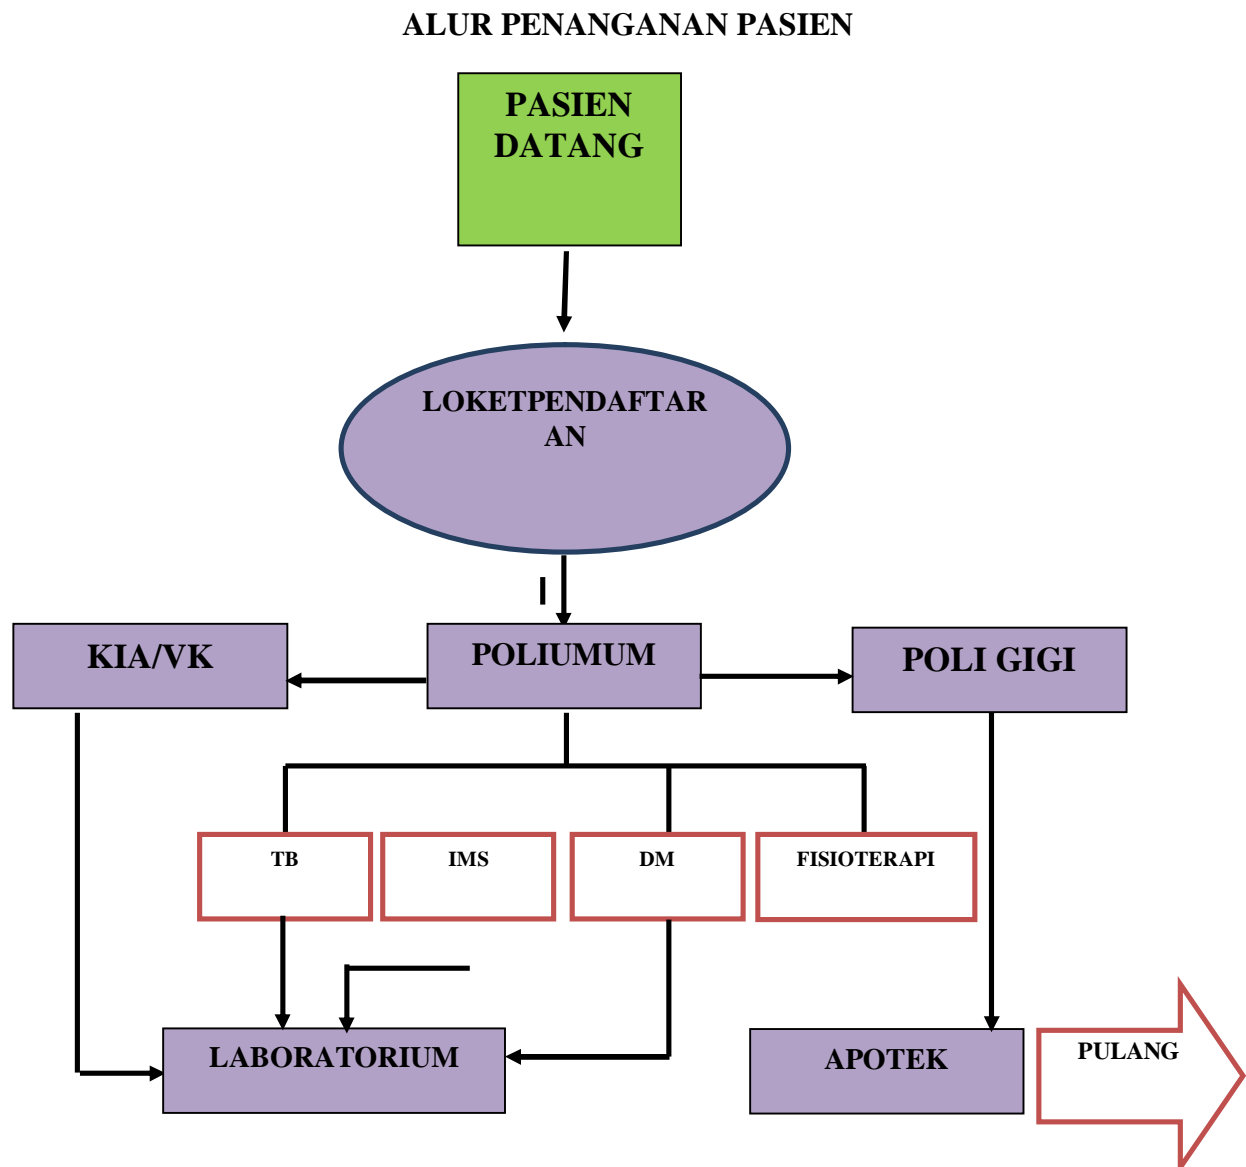 ALUR PENANGANAN PASIEN
PASIEN
DATANG
LOKETPENDAFTAR
AN
KIA/VK
POLIUMUM
POLI GIGI
TB
IMS
DM
FISIOTERAPI
LABORATORIUM
APOTEK
PULANG